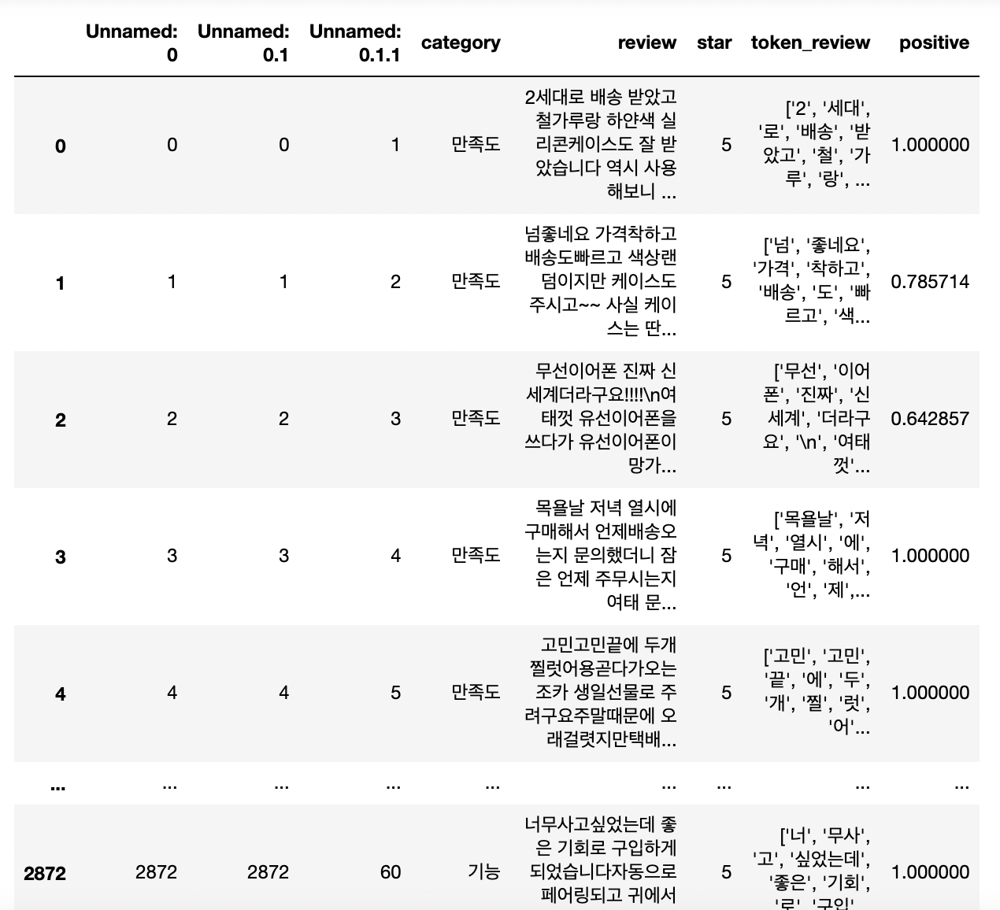 Unnamed: 0 Unnamed: 0.1 Unnamed: 0.1.1 category review star token_review positive
0 0 0 1 만족도 5 1.000000
2세대로 배송 받았고
철가루랑 하얀색 실
리콘케이스도 잘 받
았습니다 역시 사용
해보니 ...
['2', '세대',
'로', '배송', '받
았고', '철', '가
루', '랑', ...
1 1 1 2 만족도 5 0.785714
넘좋네요 가격착하고
배송도빠르고 색상랜
덤이지만 케이스도
주시고~~ 사실 케이
스는 딴...
['넘', '좋네요',
'가격', '착하고',
'배송', '도', '빠
르고', '색...
2 2 2 3 만족도 5 0.642857
무선이어폰 진짜 신
세계더라구요!!!!\n여
태껏 유선이어폰을
쓰다가 유선이어폰이
망가...
['무선', '이어
폰', '진짜', '신
세계', '더라구
요', '\n', '여태
껏'...
3 3 3 4 만족도 5 1.000000
목욜날 저녁 열시에
구매해서 언제배송오
는지 문의했더니 잠
은 언제 주무시는지
여태 문...
['목욜날', '저
녁', '열시', '에',
'구매', '해서',
'언', '제',...
4 4 4 5 만족도 5 1.000000
고민고민끝에 두개
찔럿어용곧다가오는
조카 생일선물로 주
려구요주말때문에 오
래걸렷지만택배...
['고민', '고민',
'끝', '에', '두',
'개', '찔', '럿',
'어'...
... ... ... ... ... ... ... ... ...
2872 2872 2872 60 기능 5 1.000000
너무사고싶었는데 좋
은 기회로 구입하게
되었습니다자동으로
페어링되고 귀에서
['너', '무사',
'고', '싶었는데',
'좋은', '기회',
'로', '구입'